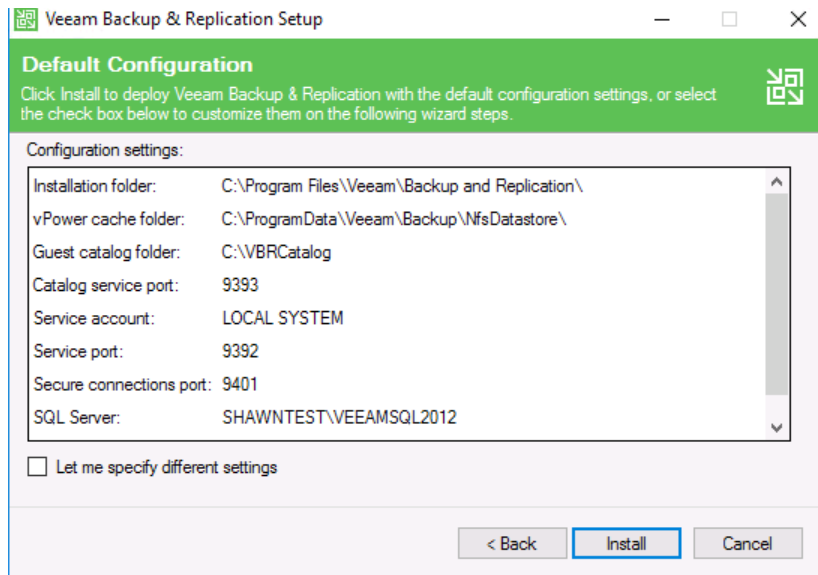 Veeam Backup & Replication Setup
Default Configuration
Click Install to deploy Veeam Backup & Replication with the default configuration settings, or select
the check box below to customize them on the following wizard steps.
Configuration settings:
Installation folder: C:\Program Files\Veeam\Backup and Replication\
vPower cache folder: C:\ProgramData\Veeam\Backup\NfsDatastore\
Guest catalog folder: C:\VBRCatalog
Catalog service port: 9393
Service account: LOCAL SYSTEM
Service port: 9392
Secure connections port: 9401
SQL Server: SHAWNTEST\VEEAMSQL2012
Let me specify different settings
< Back Install Cancel